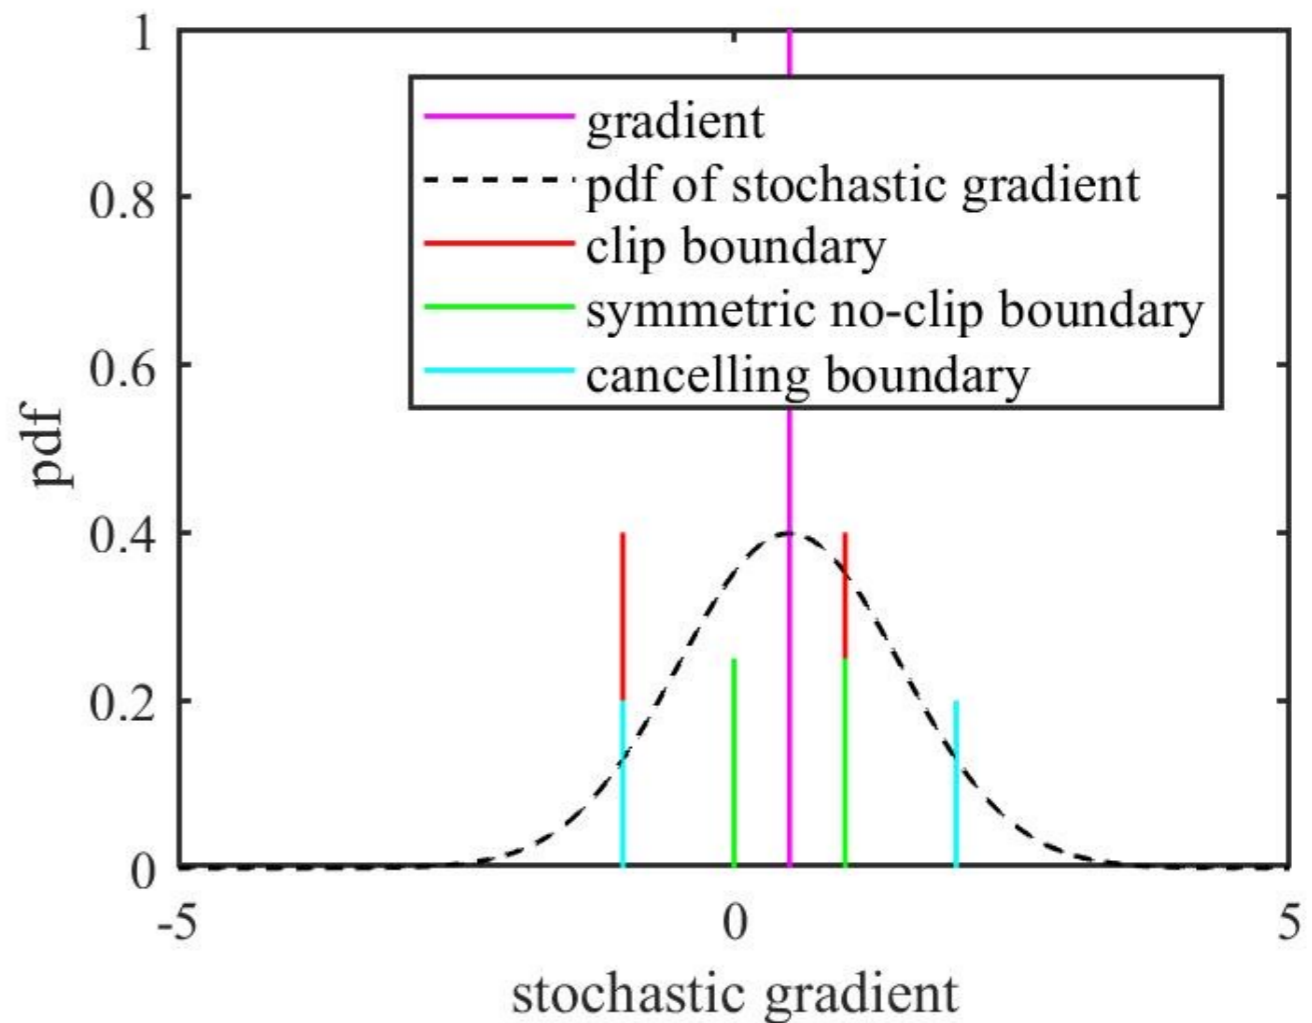 1
0.8
0.6
0.4
0.2
0
pdf
gradient
pdf of stochastic gradient
clip boundary
symmetric no-clip boundary
cancelling boundary
-5
0
5
stochastic gradient